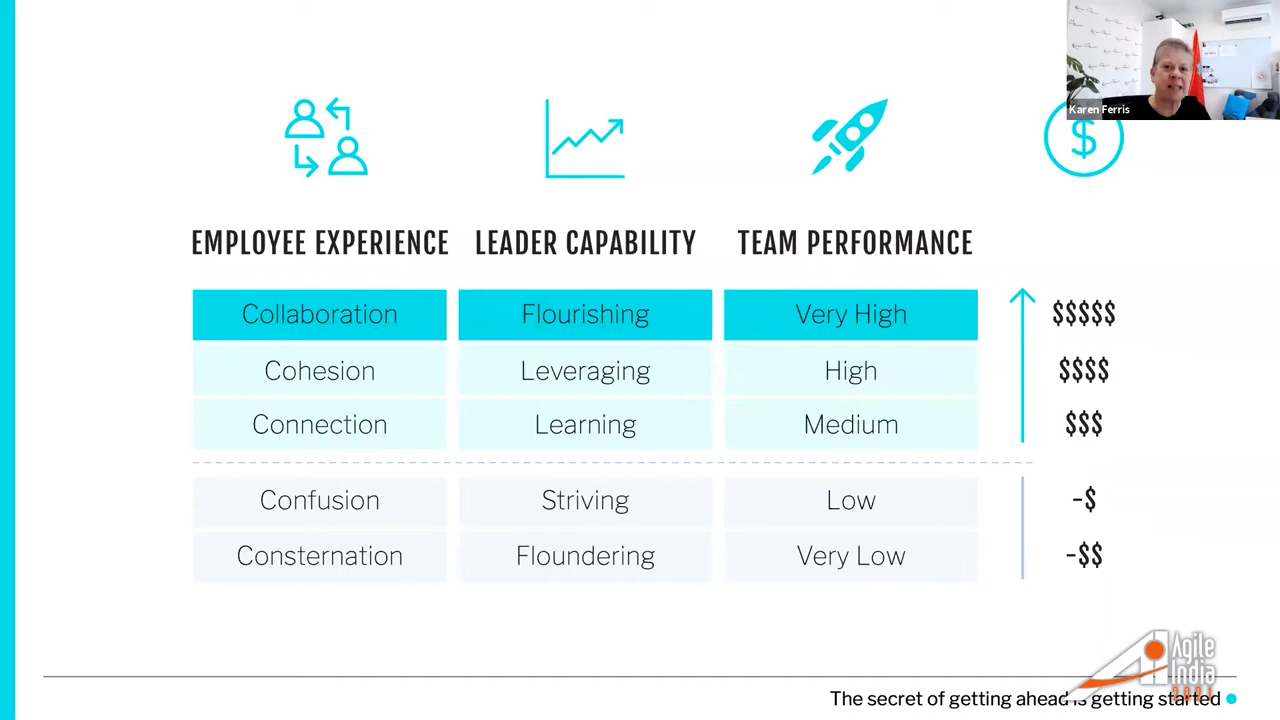 Karen Ferris
$
EMPLOYEE EXPERIENCE LEADER CAPABILITY TEAM PERFORMANCE
Collaboration Flourishing Very High $$$$$
Cohesion Leveraging High $$$$
Connection Learning Medium $$$
Confusion Striving Low -$
Consternation Floundering Very Low -$$
Agile
India
2021
The secret of getting ahead is getting started